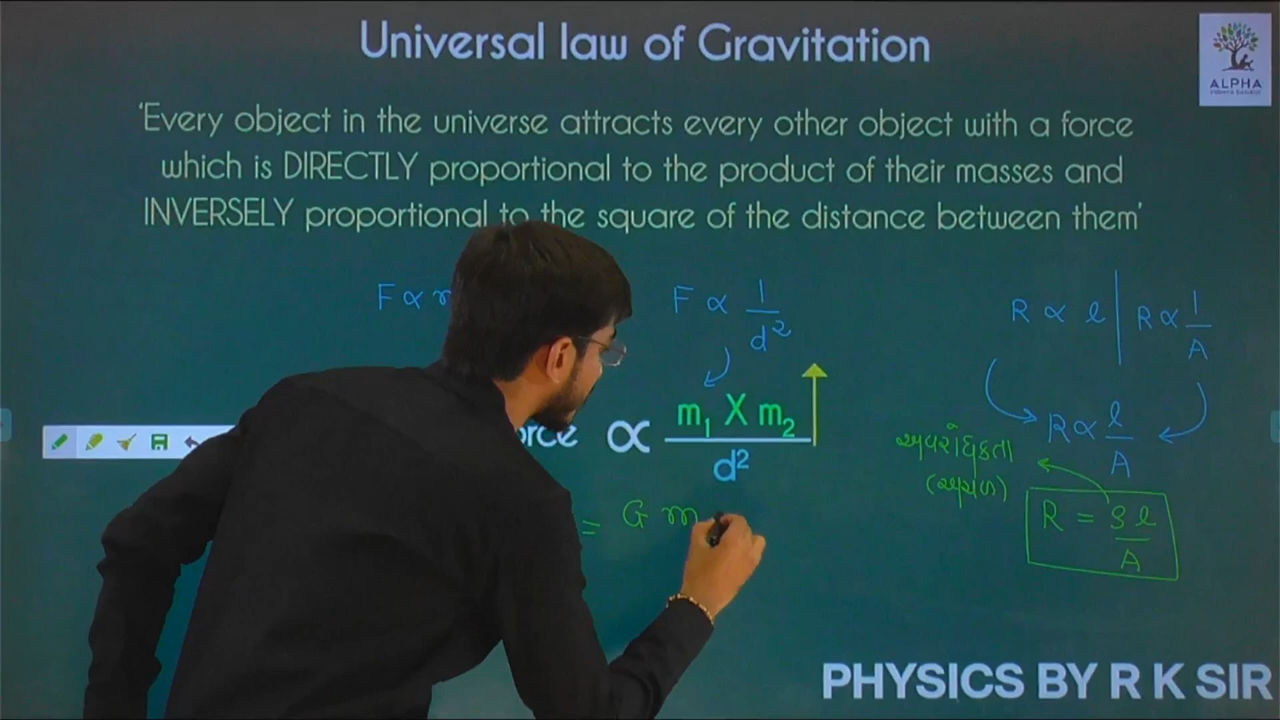 Universal law of Gravitation
ALPHA
'Every object in the universe attracts every other object with a force
which is DIRECTLY proportional to the product of their masses and
INVERSELY proportional to the square of the distance between them'
F ∝
F ∝ 1/d²
R ∝ l | R ∝ 1/A
∝ m₁ X m₂ / d²
R ∝ l/A
અવરોધકતા
(અચળ)
= G m
R = ρl/A
PHYSICS BY R K SIR